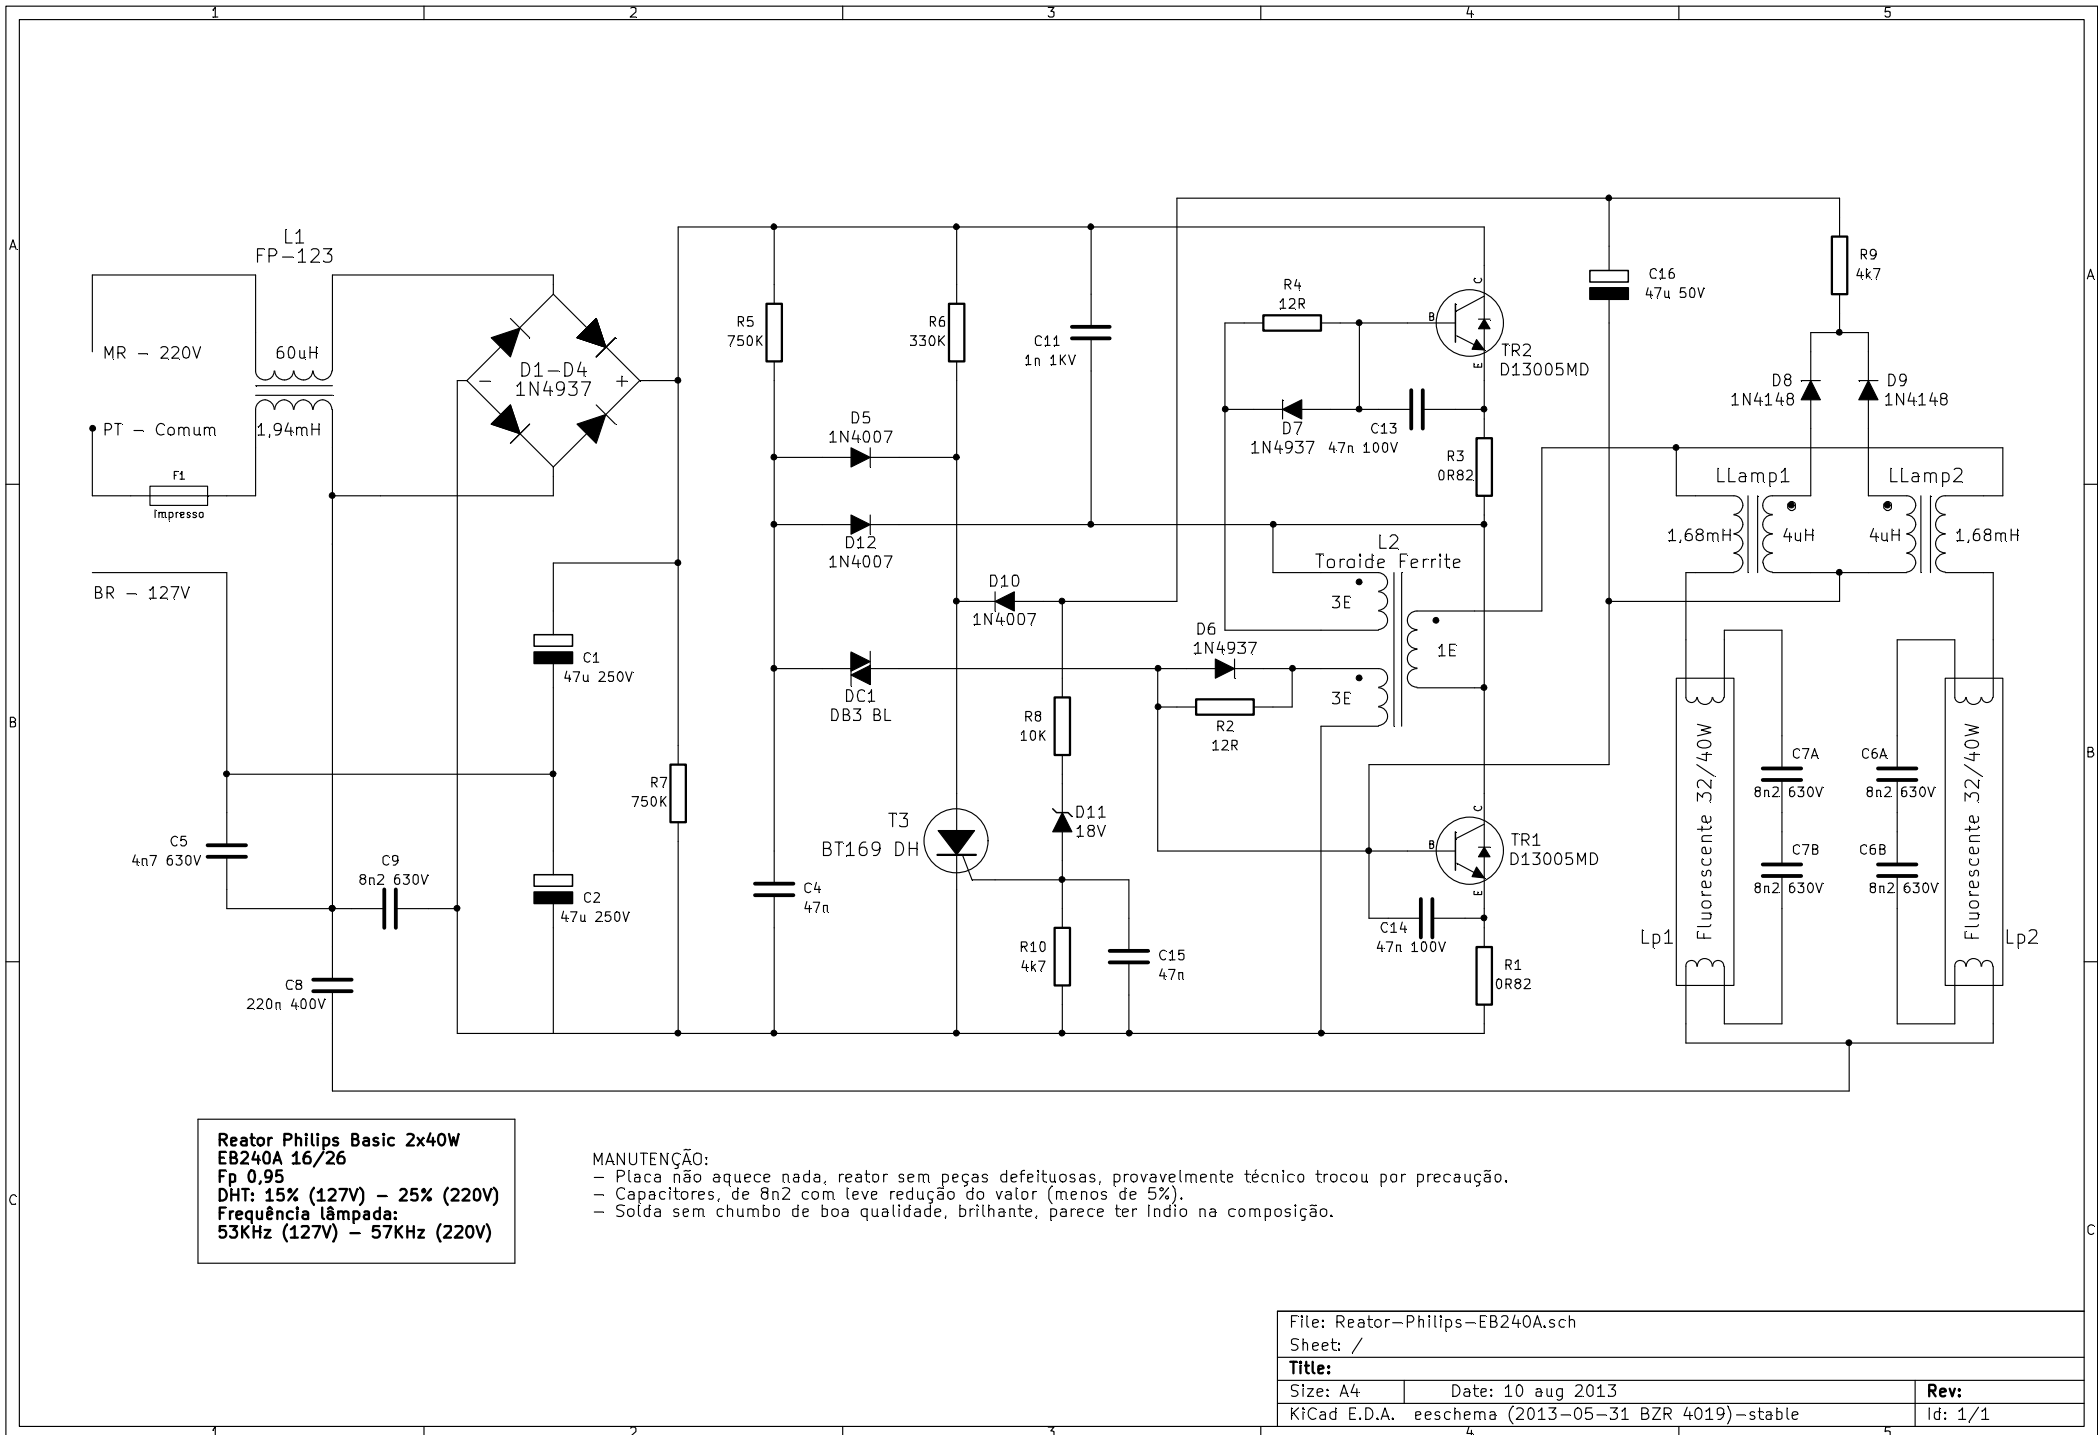 1 2 3 4 5
A
A
B
B
C
C
L1
FP-123
MR - 220V
60uH
PT - Comum
1,94mH
F1
Impresso
BR - 127V
D1-D4
1N4937
-
+
C1
47u 250V
C5
4n7 630V
C9
8n2 630V
C2
47u 250V
C8
220n 400V
R7
750K
R5
750K
R6
330K
C11
1n 1KV
D5
1N4007
D12
1N4007
D10
1N4007
DC1
DB3 BL
T3
BT169 DH
C4
47n
R8
10K
D11
18V
R10
4k7
C15
47n
D6
1N4937
R2
12R
R4
12R
D7
1N4937
C13
47n 100V
C
B
E
TR2
D13005MD
R3
0R82
L2
Toroide Ferrite
3E
1E
3E
C
B
E
TR1
D13005MD
C14
47n 100V
R1
0R82
C16
47u 50V
R9
4k7
D8
1N4148
D9
1N4148
LLamp1
LLamp2
1,68mH
4uH
4uH
1,68mH
Fluorescente 32/40W
Lp1
C7A
8n2 630V
C7B
8n2 630V
C6A
8n2 630V
C6B
8n2 630V
Fluorescente 32/40W
Lp2
Reator Philips Basic 2x40W
EB240A 16/26
Fp 0,95
DHT: 15% (127V) - 25% (220V)
Frequência lâmpada:
53KHz (127V) - 57KHz (220V)
MANUTENÇÃO:
- Placa não aquece nada, reator sem peças defeituosas, provavelmente técnico trocou por precaução.
- Capacitores, de 8n2 com leve redução do valor (menos de 5%).
- Solda sem chumbo de boa qualidade, brilhante, parece ter índio na composição.
File: Reator-Philips-EB240A.sch
Sheet: /
Title:
Size: A4 Date: 10 aug 2013 Rev:
KiCad E.D.A. eeschema (2013-05-31 BZR 4019)-stable Id: 1/1
1 2 3 4 5